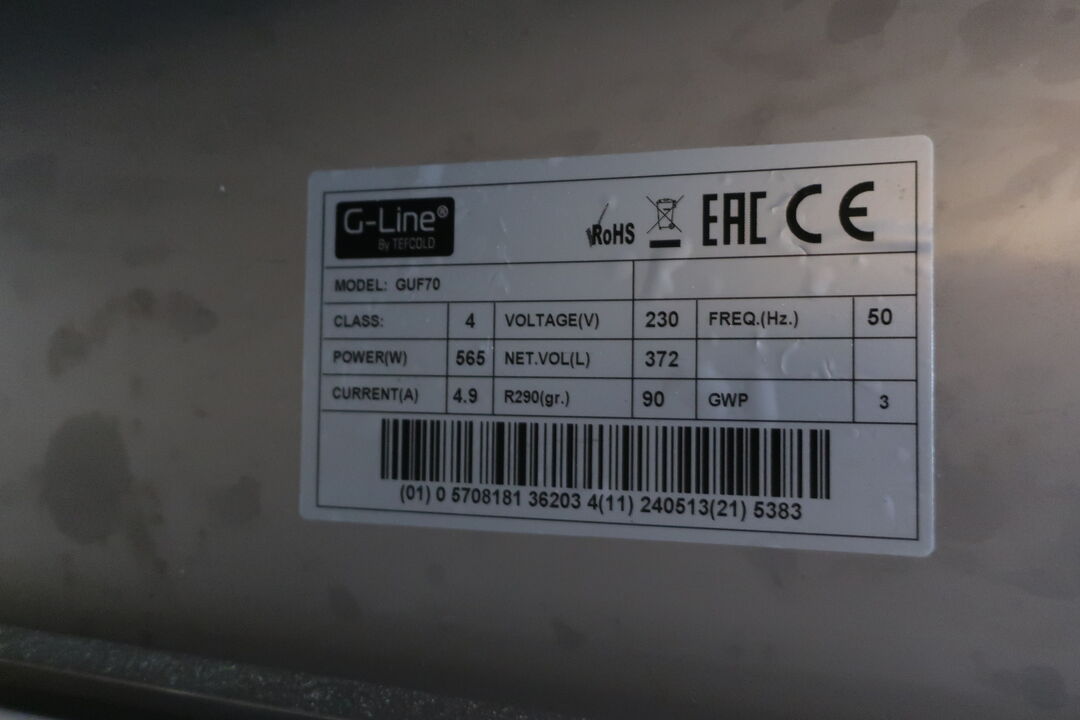 G-Line®
By TEFCOLD
RoHS EAC CE
MODEL: GUF70
CLASS: 4 VOLTAGE(V) 230 FREQ.(Hz.) 50
POWER(W) 565 NET.VOL(L) 372
CURRENT(A) 4.9 R290(gr.) 90 GWP 3
(01) 0 5708181 36203 4(11) 240513(21) 5383